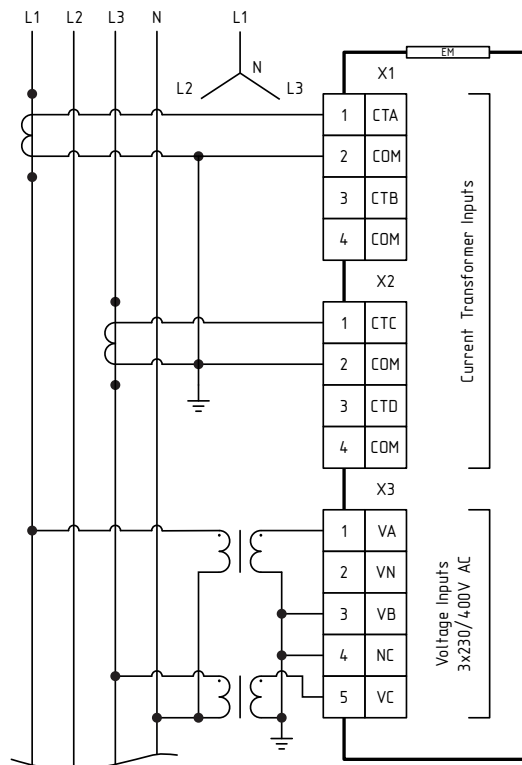 L1 L2 L3 N L1
N
L2 L3
EM
X1
1 CTA
2 COM
3 CTB
4 COM
X2
1 CTC
2 COM
3 CTD
4 COM
Current Transformer Inputs
X3
1 VA
2 VN
3 VB
4 NC
5 VC
Voltage Inputs
3x230/400V AC